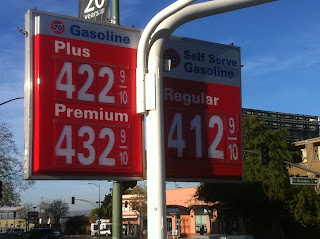 20
76 Gasoline
Plus
422 9/10
Premium
432 9/10
76 Self Serve
Gasoline
Regular
412 9/10